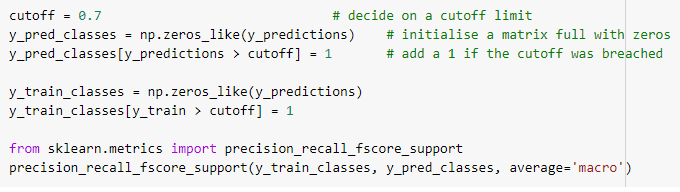 cutoff = 0.7                              # decide on a cutoff limit
y_pred_classes = np.zeros_like(y_predictions)    # initialise a matrix full with zeros
y_pred_classes[y_predictions > cutoff] = 1       # add a 1 if the cutoff was breached
y_train_classes = np.zeros_like(y_predictions)
y_train_classes[y_train > cutoff] = 1
from sklearn.metrics import precision_recall_fscore_support
precision_recall_fscore_support(y_train_classes, y_pred_classes, average='macro')